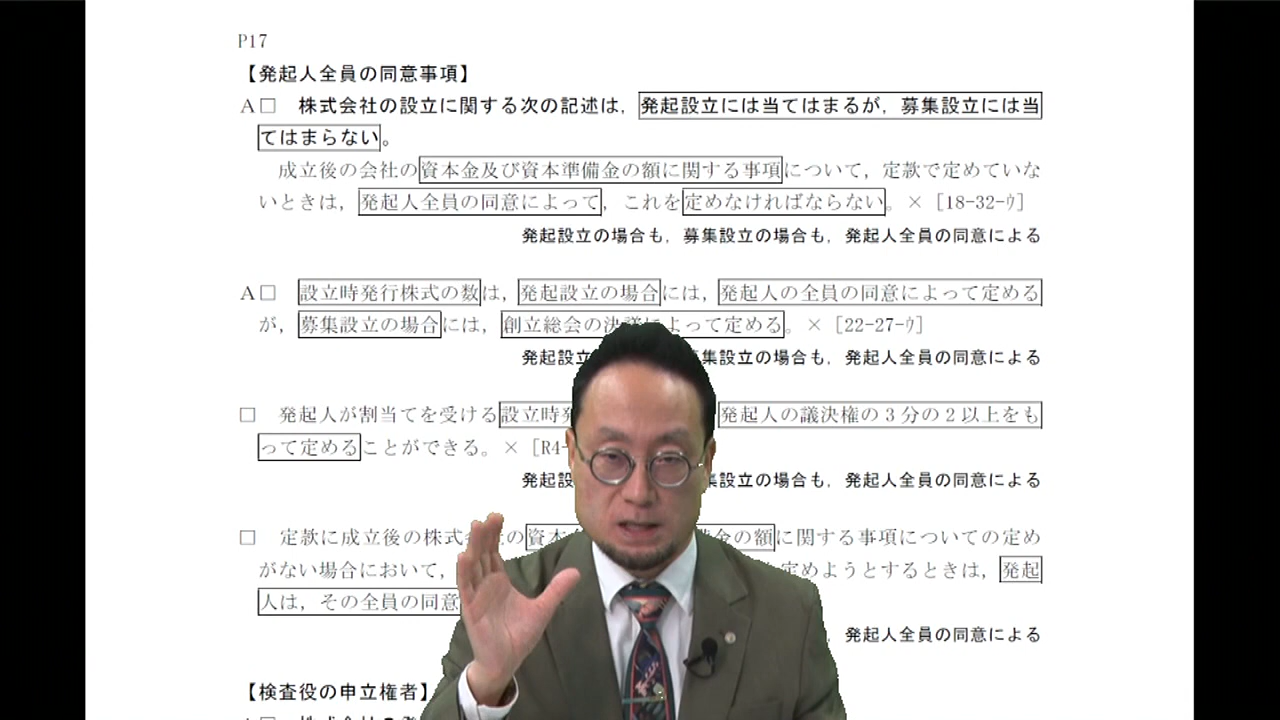 P17
【発起人全員の同意事項】
A□ 株式会社の設立に関する次の記述は，発起設立には当てはまるが，募集設立には当
てはまらない。
成立後の会社の資本金及び資本準備金の額に関する事項について，定款で定めていな
いときは，発起人全員の同意によって，これを定めなければならない。×［18-32-ｳ］
発起設立の場合も，募集設立の場合も，発起人全員の同意による
A□ 設立時発行株式の数は，発起設立の場合には，発起人の全員の同意によって定める
が，募集設立の場合には，創立総会の決議によって定める。×［22-27-ｳ］
発起設立 集設立の場合も，発起人全員の同意による
□ 発起人が割当てを受ける設立時 発起人の議決権の3分の2以上をも
って定めることができる。×［R4-
発起設 集設立の場合も，発起人全員の同意による
□ 定款に成立後の株式 の資本 金の額に関する事項についての定め
がない場合において， 定めようとするときは，発起
人は，その全員の同意
，発起人全員の同意による
【検査役の申立権者】
A□ 株式会社の